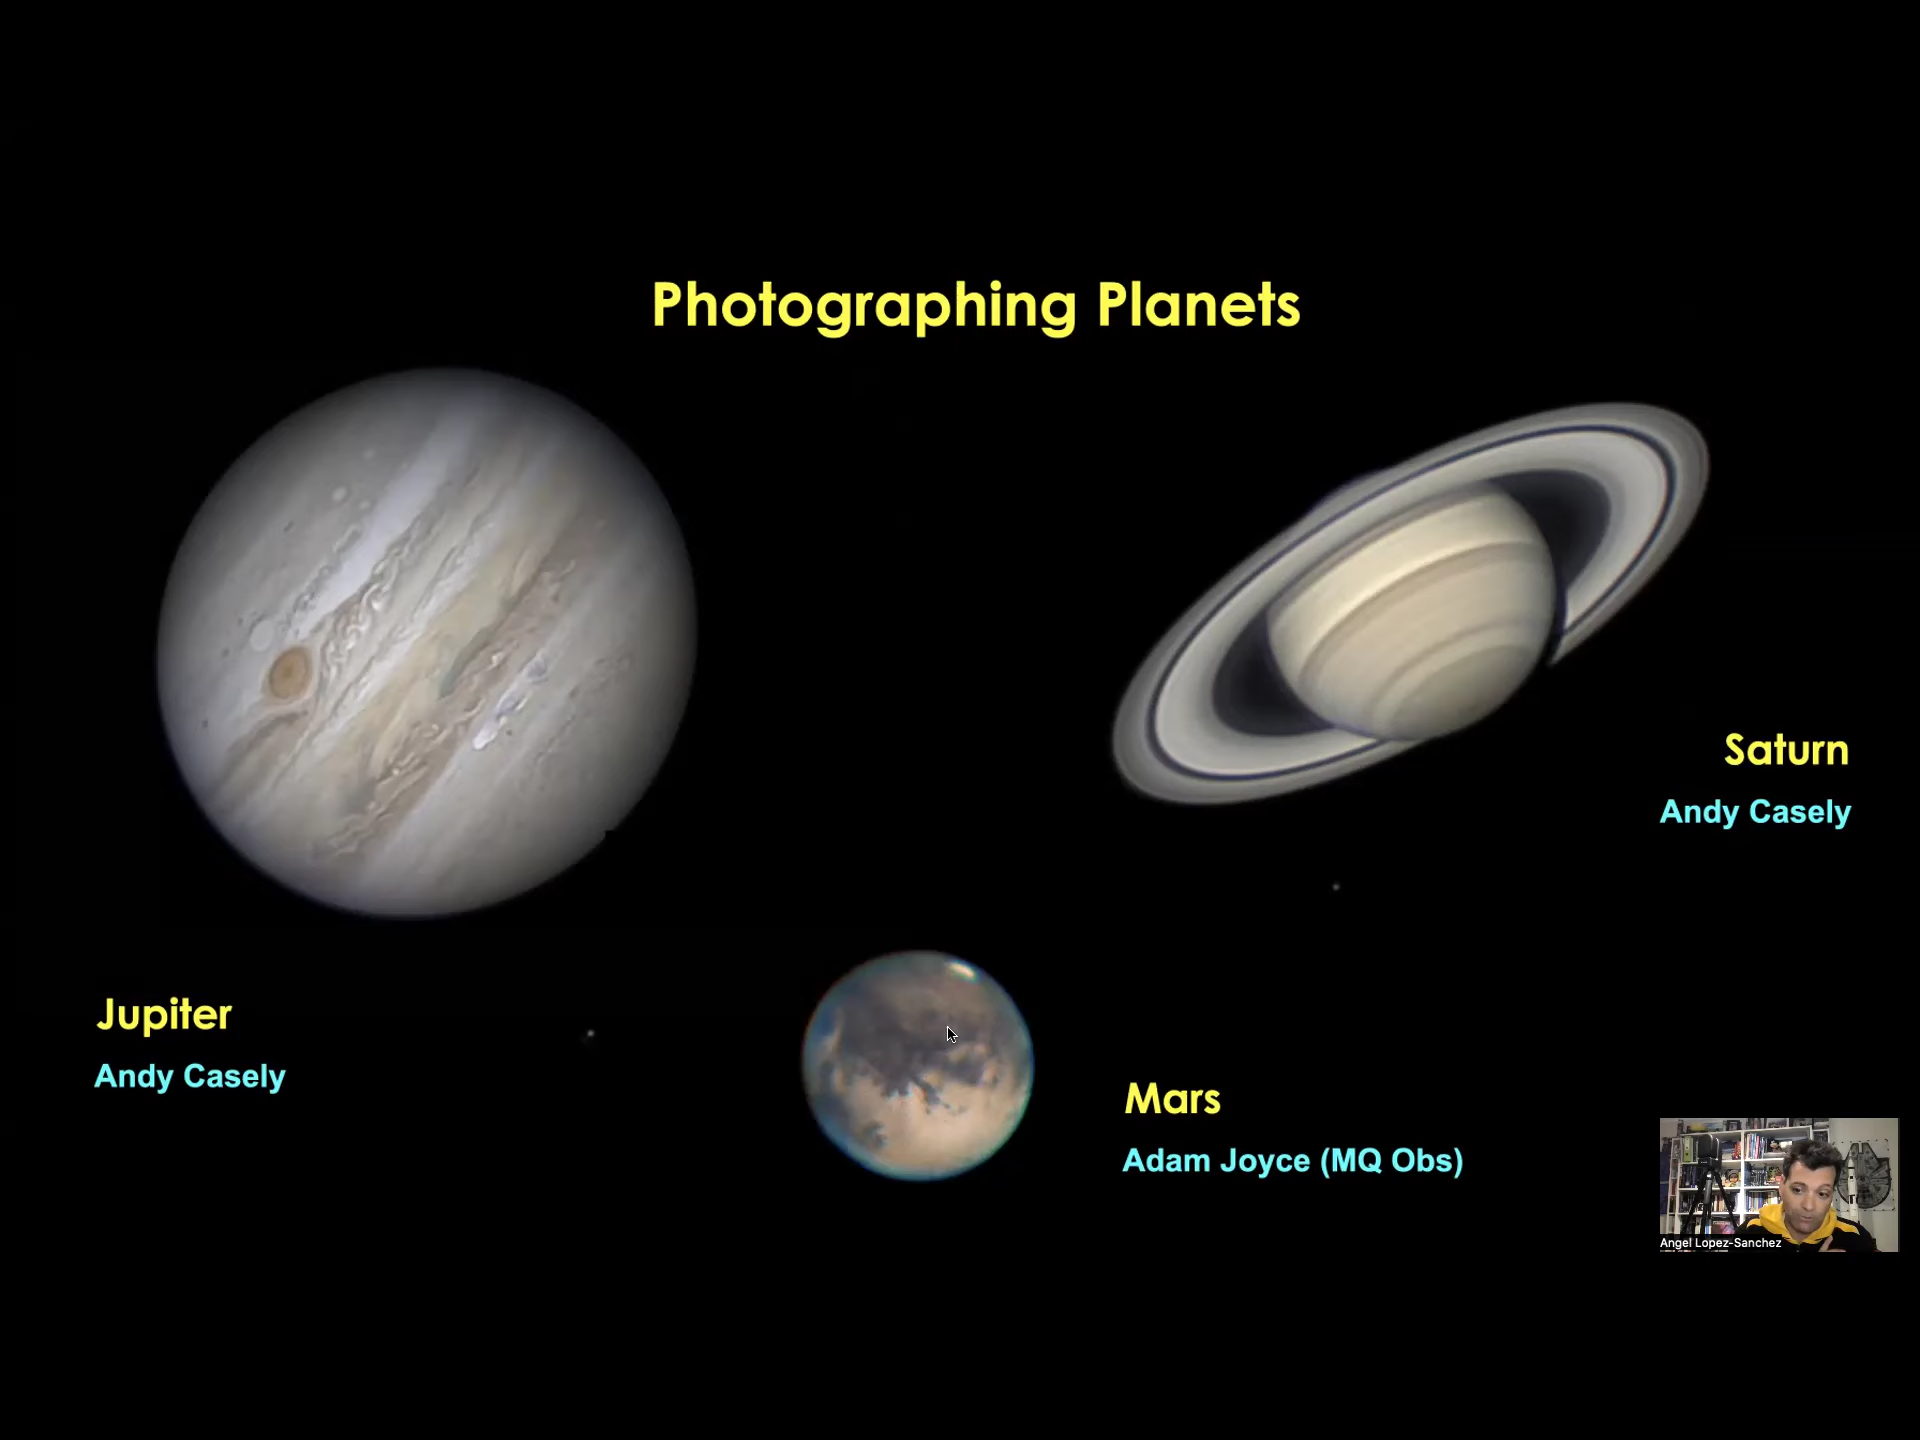 Photographing Planets
Saturn
Andy Casely
Jupiter
Andy Casely
Mars
Adam Joyce (MQ Obs)
Angel Lopez-Sanchez